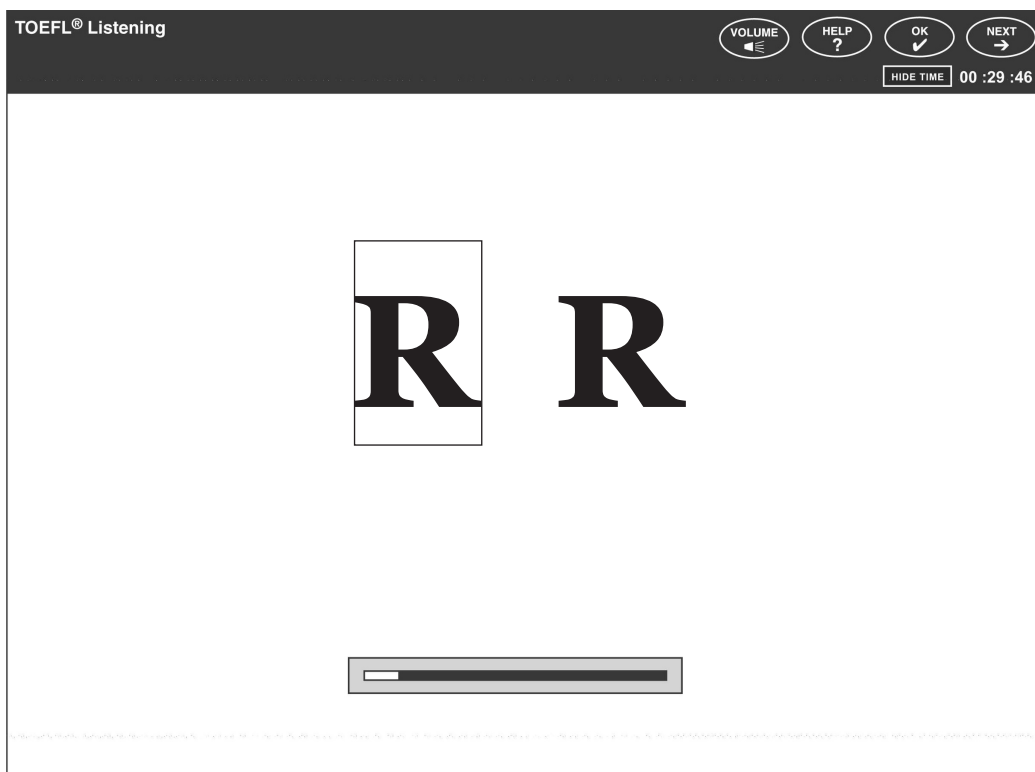 TOEFL® Listening
VOLUME
HELP
?
OK
NEXT
HIDE TIME 00 :29 :46
R R